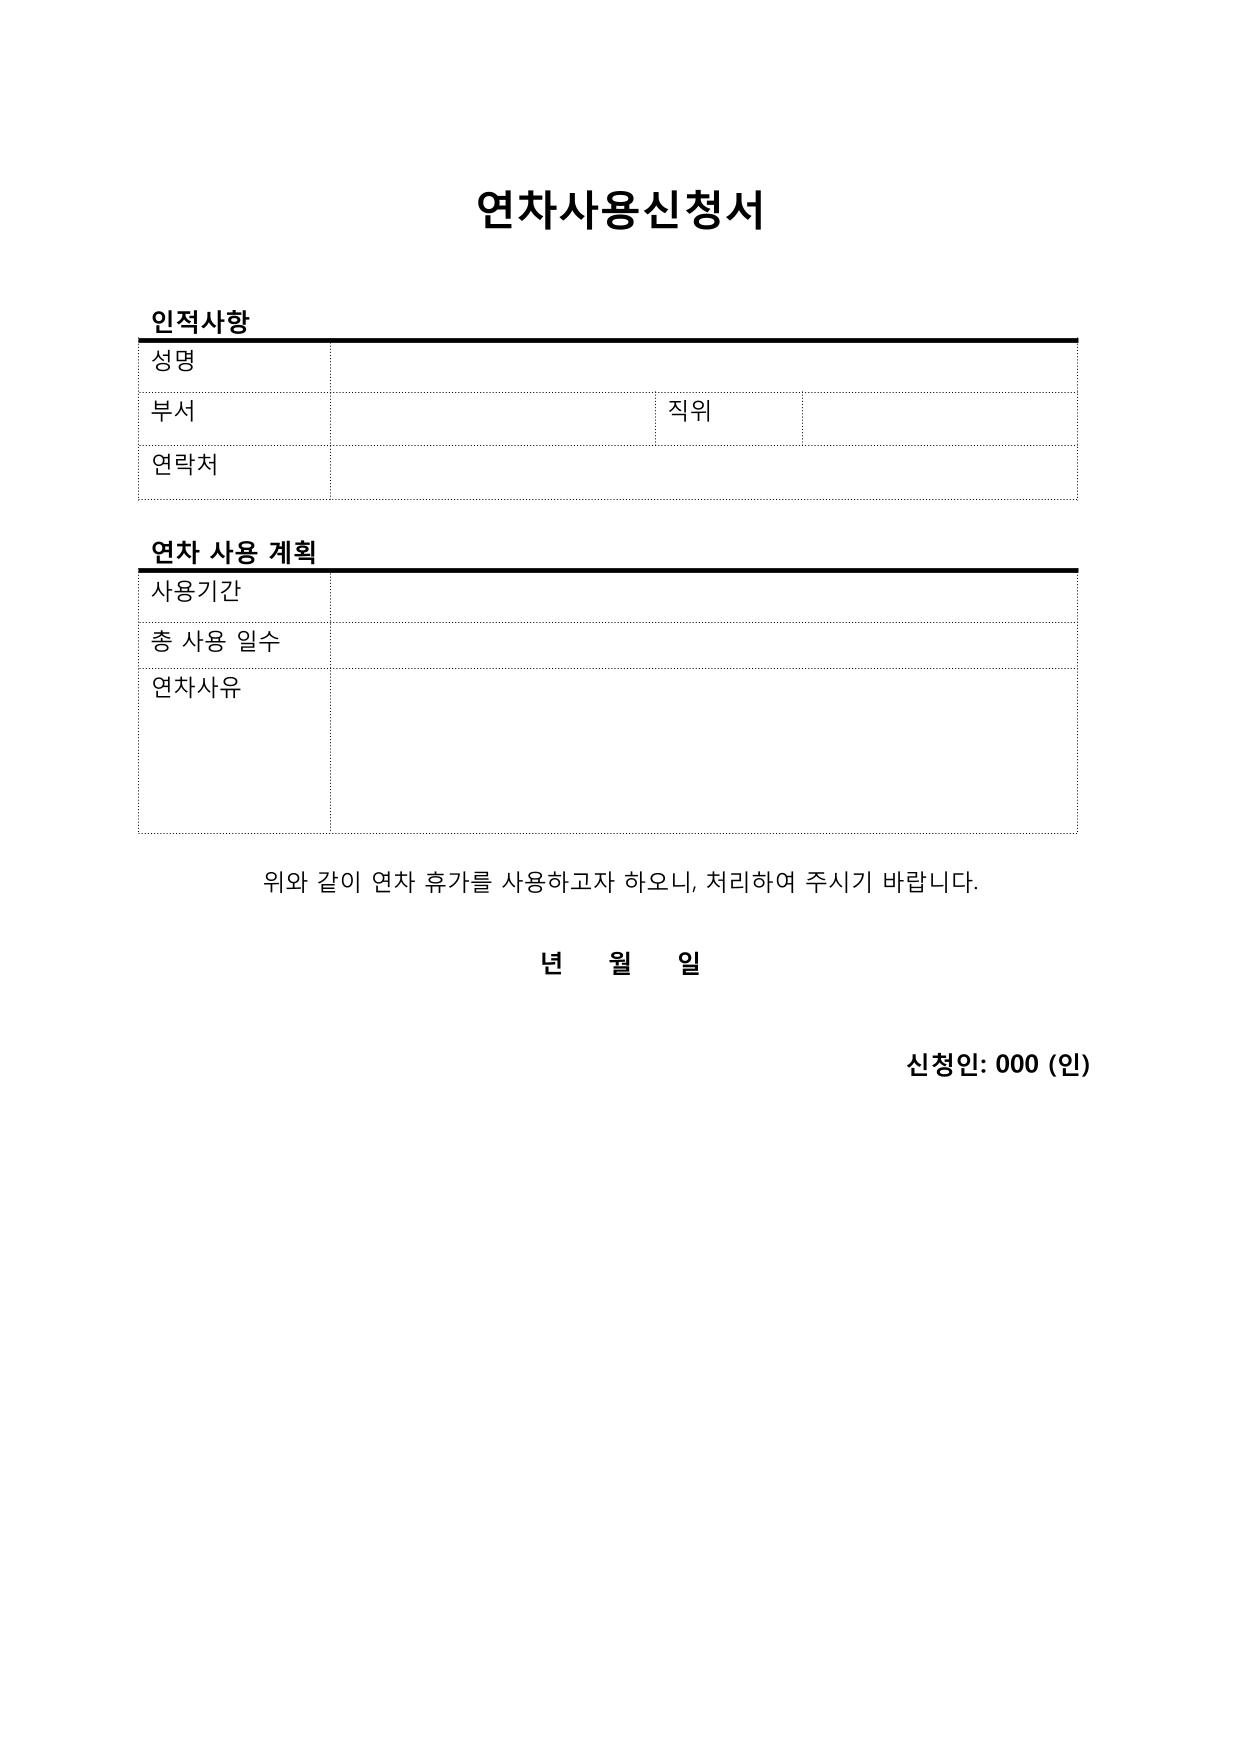 연차사용신청서
인적사항
성명
부서 직위
연락처
연차 사용 계획
사용기간
총 사용 일수
연차사유
위와 같이 연차 휴가를 사용하고자 하오니, 처리하여 주시기 바랍니다.
년 월 일
신청인: 000 (인)